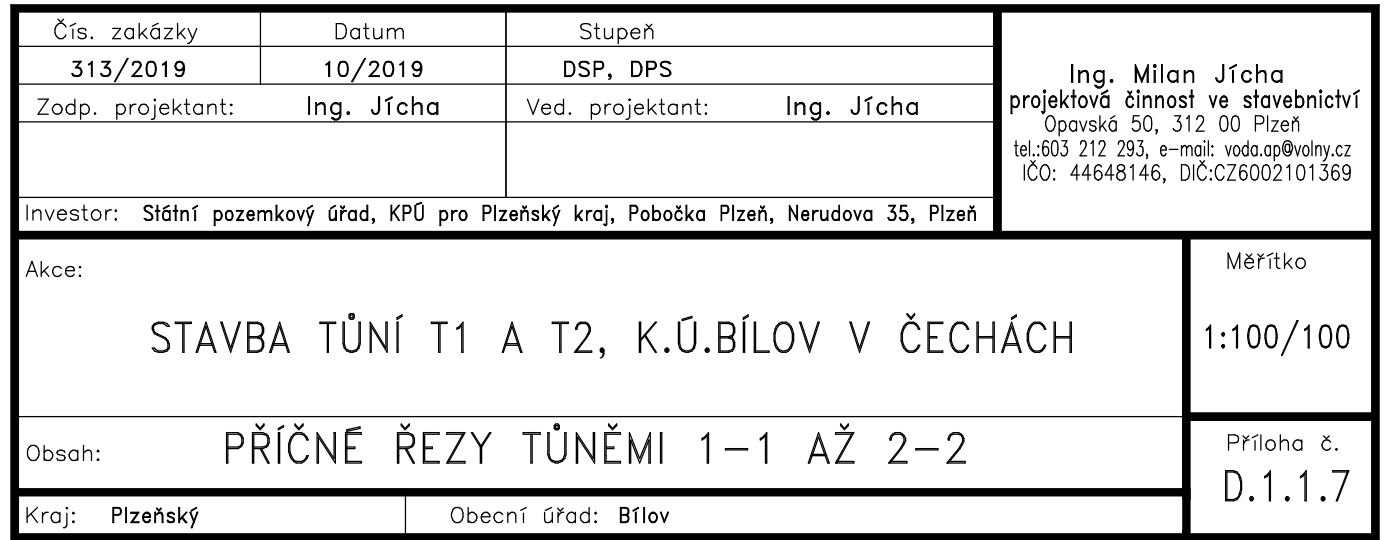 Čís. zakázky Datum Stupeň
313/2019 10/2019 DSP, DPS
Zodp. projektant: Ing. Jícha Ved. projektant: Ing. Jícha
Investor: Státní pozemkový úřad, KPÚ pro Plzeňský kraj, Pobočka Plzeň, Nerudova 35, Plzeň
Ing. Milan Jícha
projektová činnost ve stavebnictví
Opavská 50, 312 00 Plzeň
tel.:603 212 293, e-mail: voda.ap@volny.cz
IČO: 44648146, DIČ:CZ6002101369
Akce:
STAVBA TŮNÍ T1 A T2, K.Ú.BÍLOV V ČECHÁCH
Měřítko
1:100/100
Obsah: PŘÍČNÉ ŘEZY TŮNĚMI 1-1 AŽ 2-2
Příloha č.
D.1.1.7
Kraj: Plzeňský Obecní úřad: Bílov